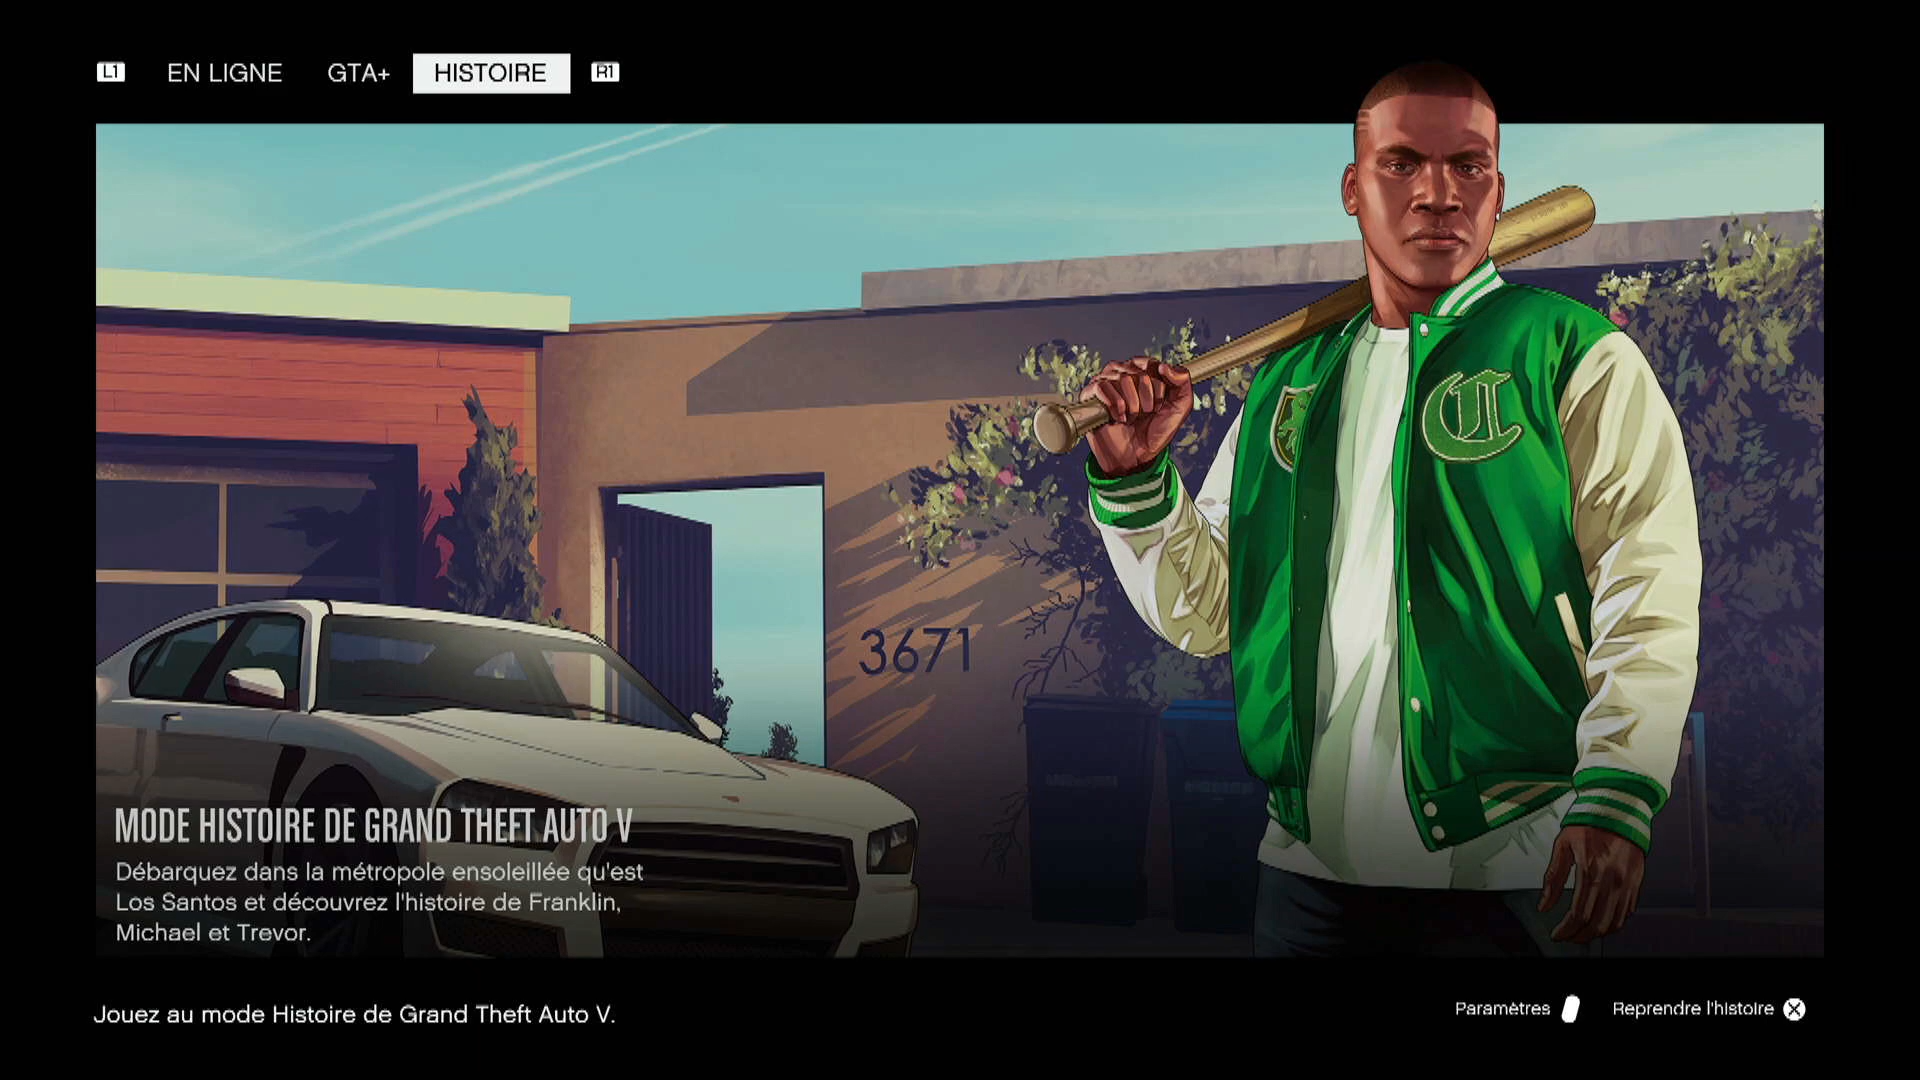 L1 EN LIGNE GTA+ HISTOIRE R1
C
3671
MODE HISTOIRE DE GRAND THEFT AUTO V
Débarquez dans la métropole ensoleillée qu'est
Los Santos et découvrez l'histoire de Franklin,
Michael et Trevor.
Jouez au mode Histoire de Grand Theft Auto V.
Paramètres Reprendre l'histoire